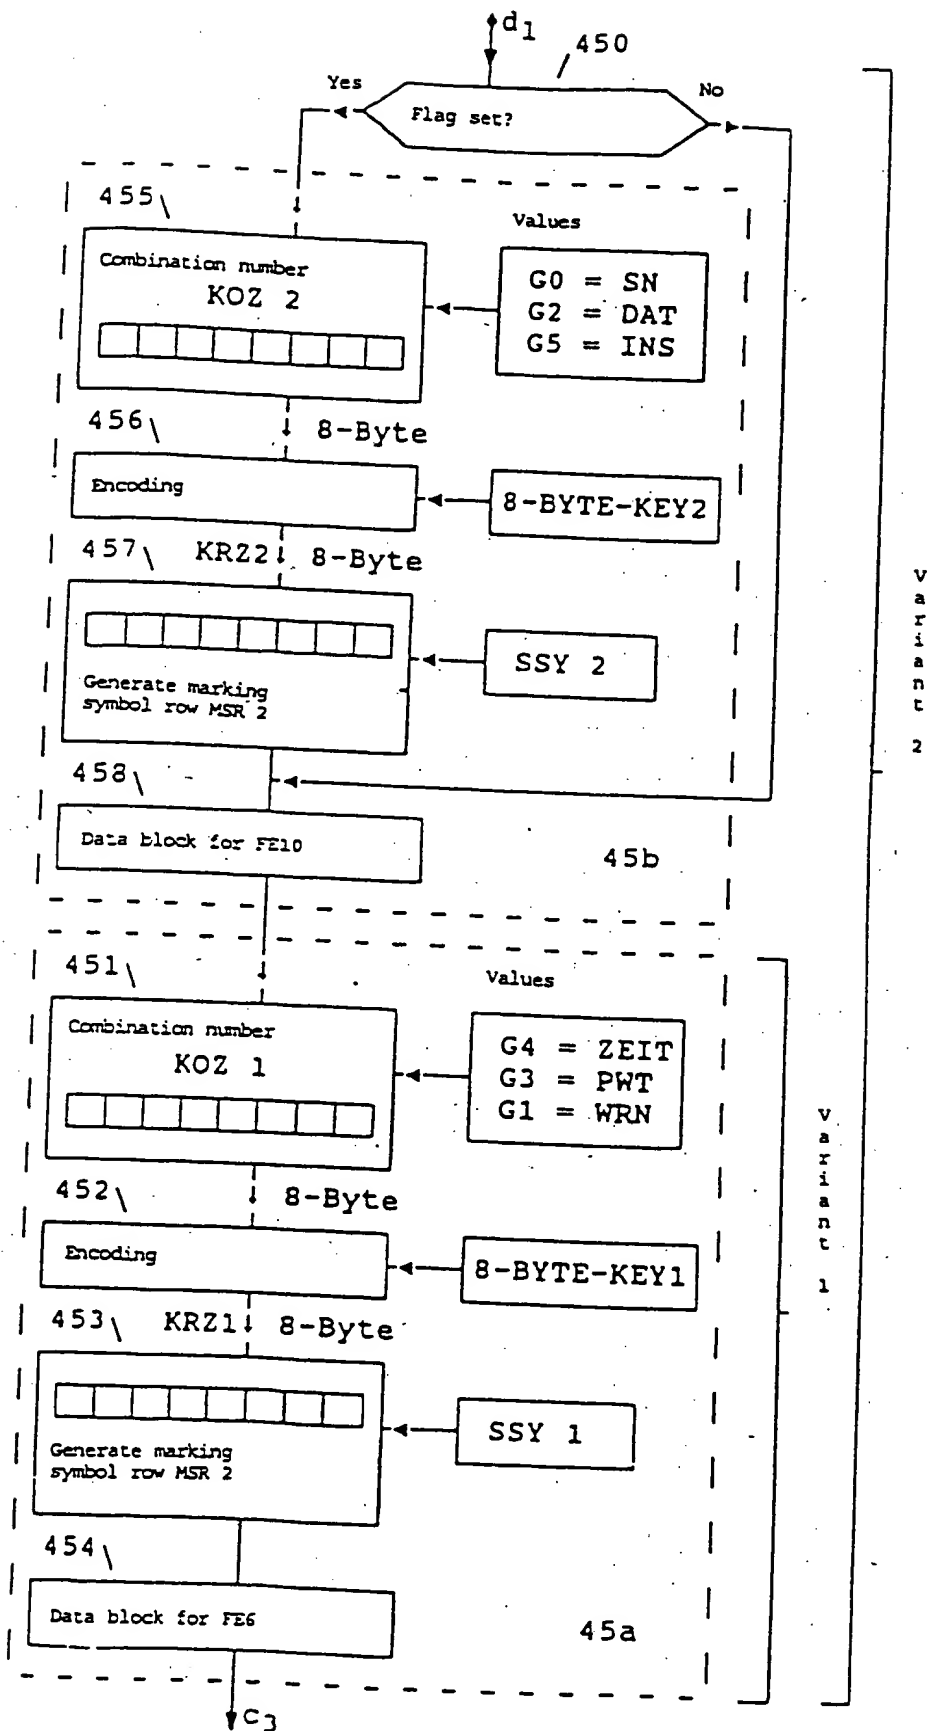 d1
450
Yes
No
Flag set?
455
Values
Combination number
KOZ 2
G0 = SN
G2 = DAT
G5 = INS
456
8-Byte
Encoding
8-BYTE-KEY2
457
KRZ2
8-Byte
SSY 2
Generate marking
symbol row MSR 2
458
Data block for FE10
45b
Variant 2
451
Values
Combination number
KOZ 1
G4 = ZEIT
G3 = PWT
G1 = WRN
Variant 1
452
8-Byte
Encoding
8-BYTE-KEY1
453
KRZ1
8-Byte
SSY 1
Generate marking
symbol row MSR 2
454
Data block for FE6
45a
c3